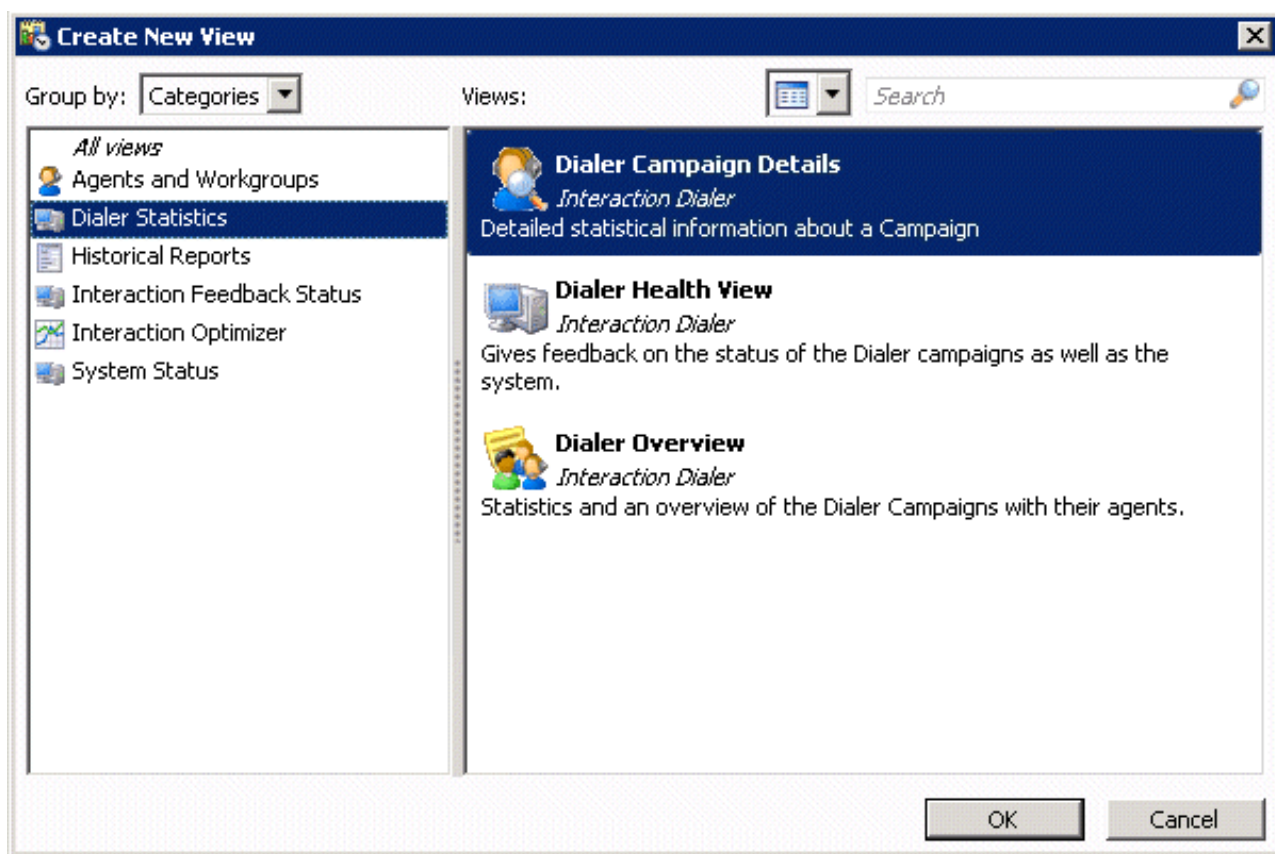 Create New View
Group by: Categories Views: Search
All views
Agents and Workgroups
Dialer Statistics
Historical Reports
Interaction Feedback Status
Interaction Optimizer
System Status
Dialer Campaign Details
Interaction Dialer
Detailed statistical information about a Campaign
Dialer Health View
Interaction Dialer
Gives feedback on the status of the Dialer campaigns as well as the
system.
Dialer Overview
Interaction Dialer
Statistics and an overview of the Dialer Campaigns with their agents.
OK Cancel